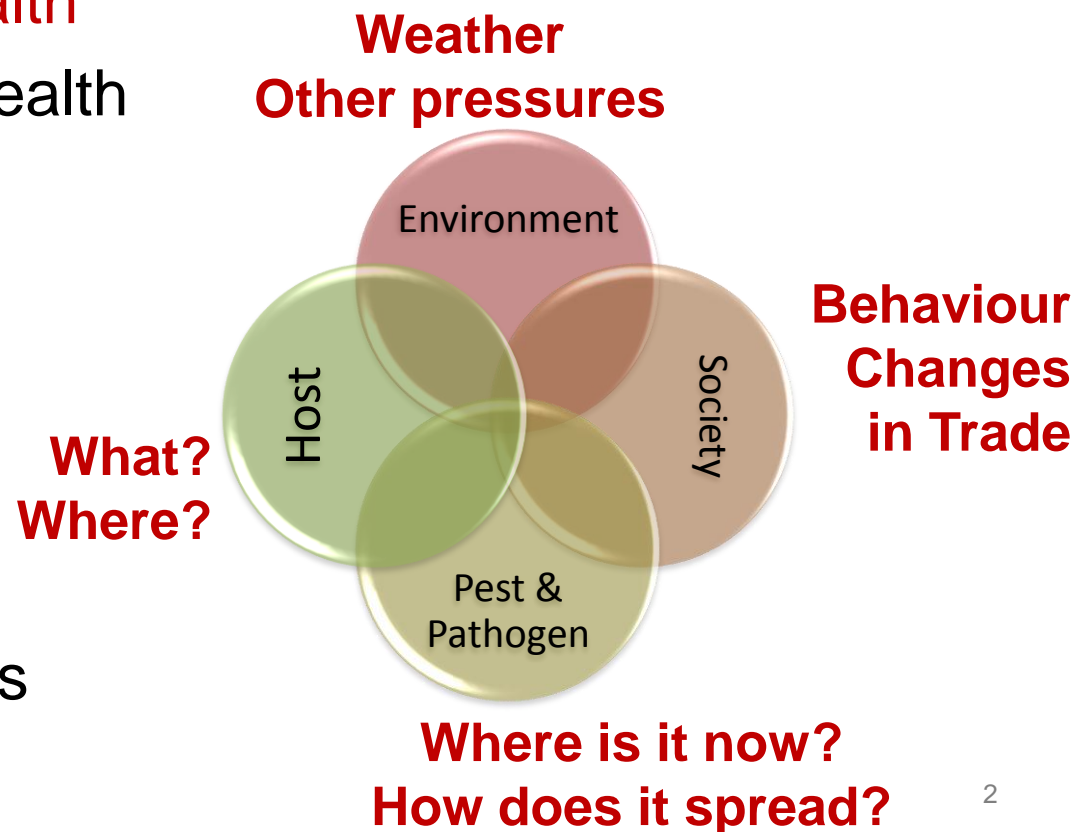 alth
ealth
Weather
Other pressures
Environment
Host
Society
Behaviour
Changes
in Trade
What?
Where?
Pest &
Pathogen
s
Where is it now?
How does it spread?
2